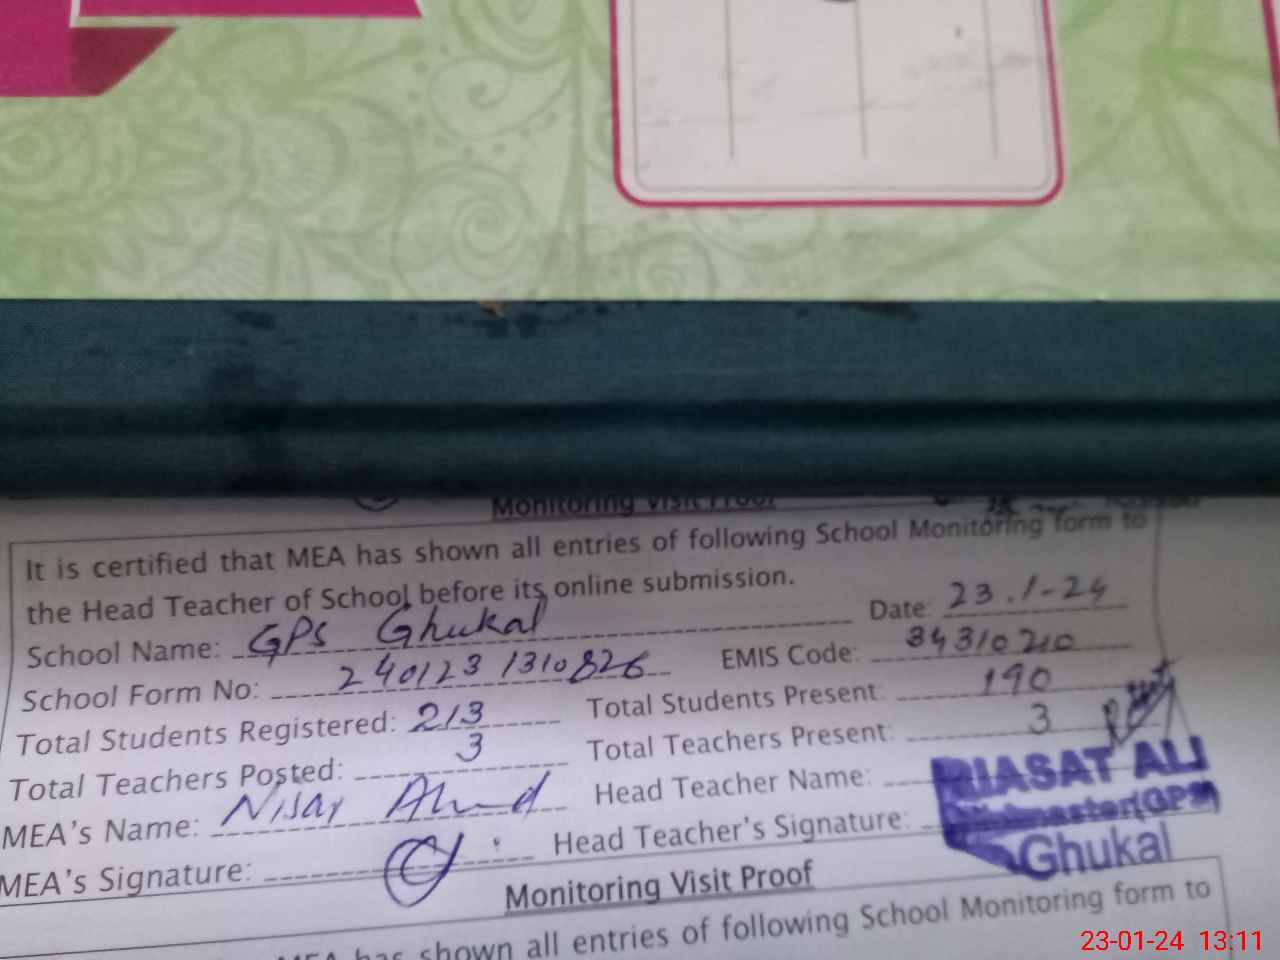 Monitoring Visit Proof
It is certified that MEA has shown all entries of following School Monitoring form to
the Head Teacher of School before its online submission.
School Name: GPS Ghukal Date: 23.1-24
School Form No: 240123 1310826 EMIS Code: 34310210
Total Students Registered: 213 Total Students Present: 190
Total Teachers Posted: 3 Total Teachers Present: 3
MEA's Name: Nisar Ahmd Head Teacher Name: RIASAT ALI
MEA's Signature: Head Teacher's Signature:
Ghukal
Monitoring Visit Proof
MEA has shown all entries of following School Monitoring form to
23-01-24 13:11